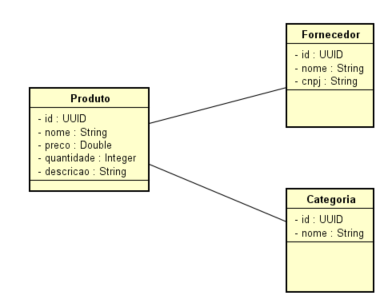 Fornecedor
- id : UUID
- nome : String
- cnpj : String
Produto
- id : UUID
- nome : String
- preco : Double
- quantidade : Integer
- descricao : String
Categoria
- id : UUID
- nome : String